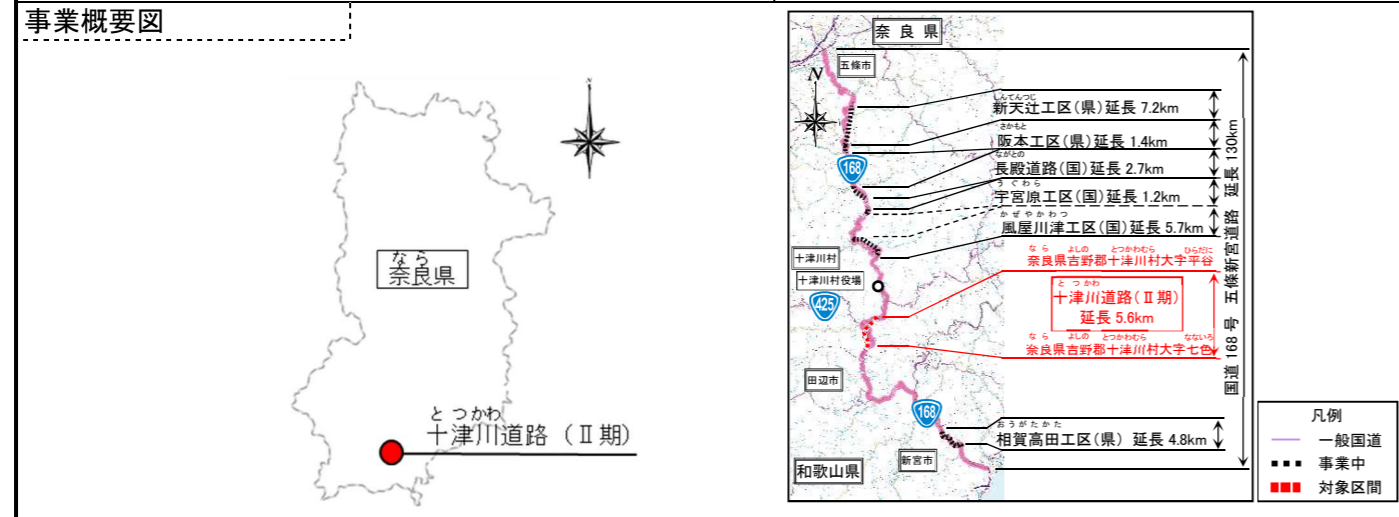 事業概要図
なら
奈良県
とつかわ
十津川道路（Ⅱ期）
奈良県
五條市
N
しんてんつじ
新天辻工区(県)延長 7.2km
さかもと
阪本工区(県)延長 1.4km
ながとの
長殿道路(国)延長 2.7km
うぐわら
宇宮原工区(国)延長 1.2km
かぜやかわつ
風屋川津工区(国)延長 5.7km
168
十津川村
十津川村役場
425
なら よしの とつかわむら ひらだに
奈良県吉野郡十津川村大字平谷
とつかわ
十津川道路(Ⅱ期)
延長 5.6km
なら よしの とつかわむら なないろ
奈良県吉野郡十津川村大字七色
田辺市
168
おうがたかた
相賀高田工区(県) 延長 4.8km
新宮市
和歌山県
国道 168 号 五條新宮道路 延長 130km
凡例
一般国道
事業中
対象区間